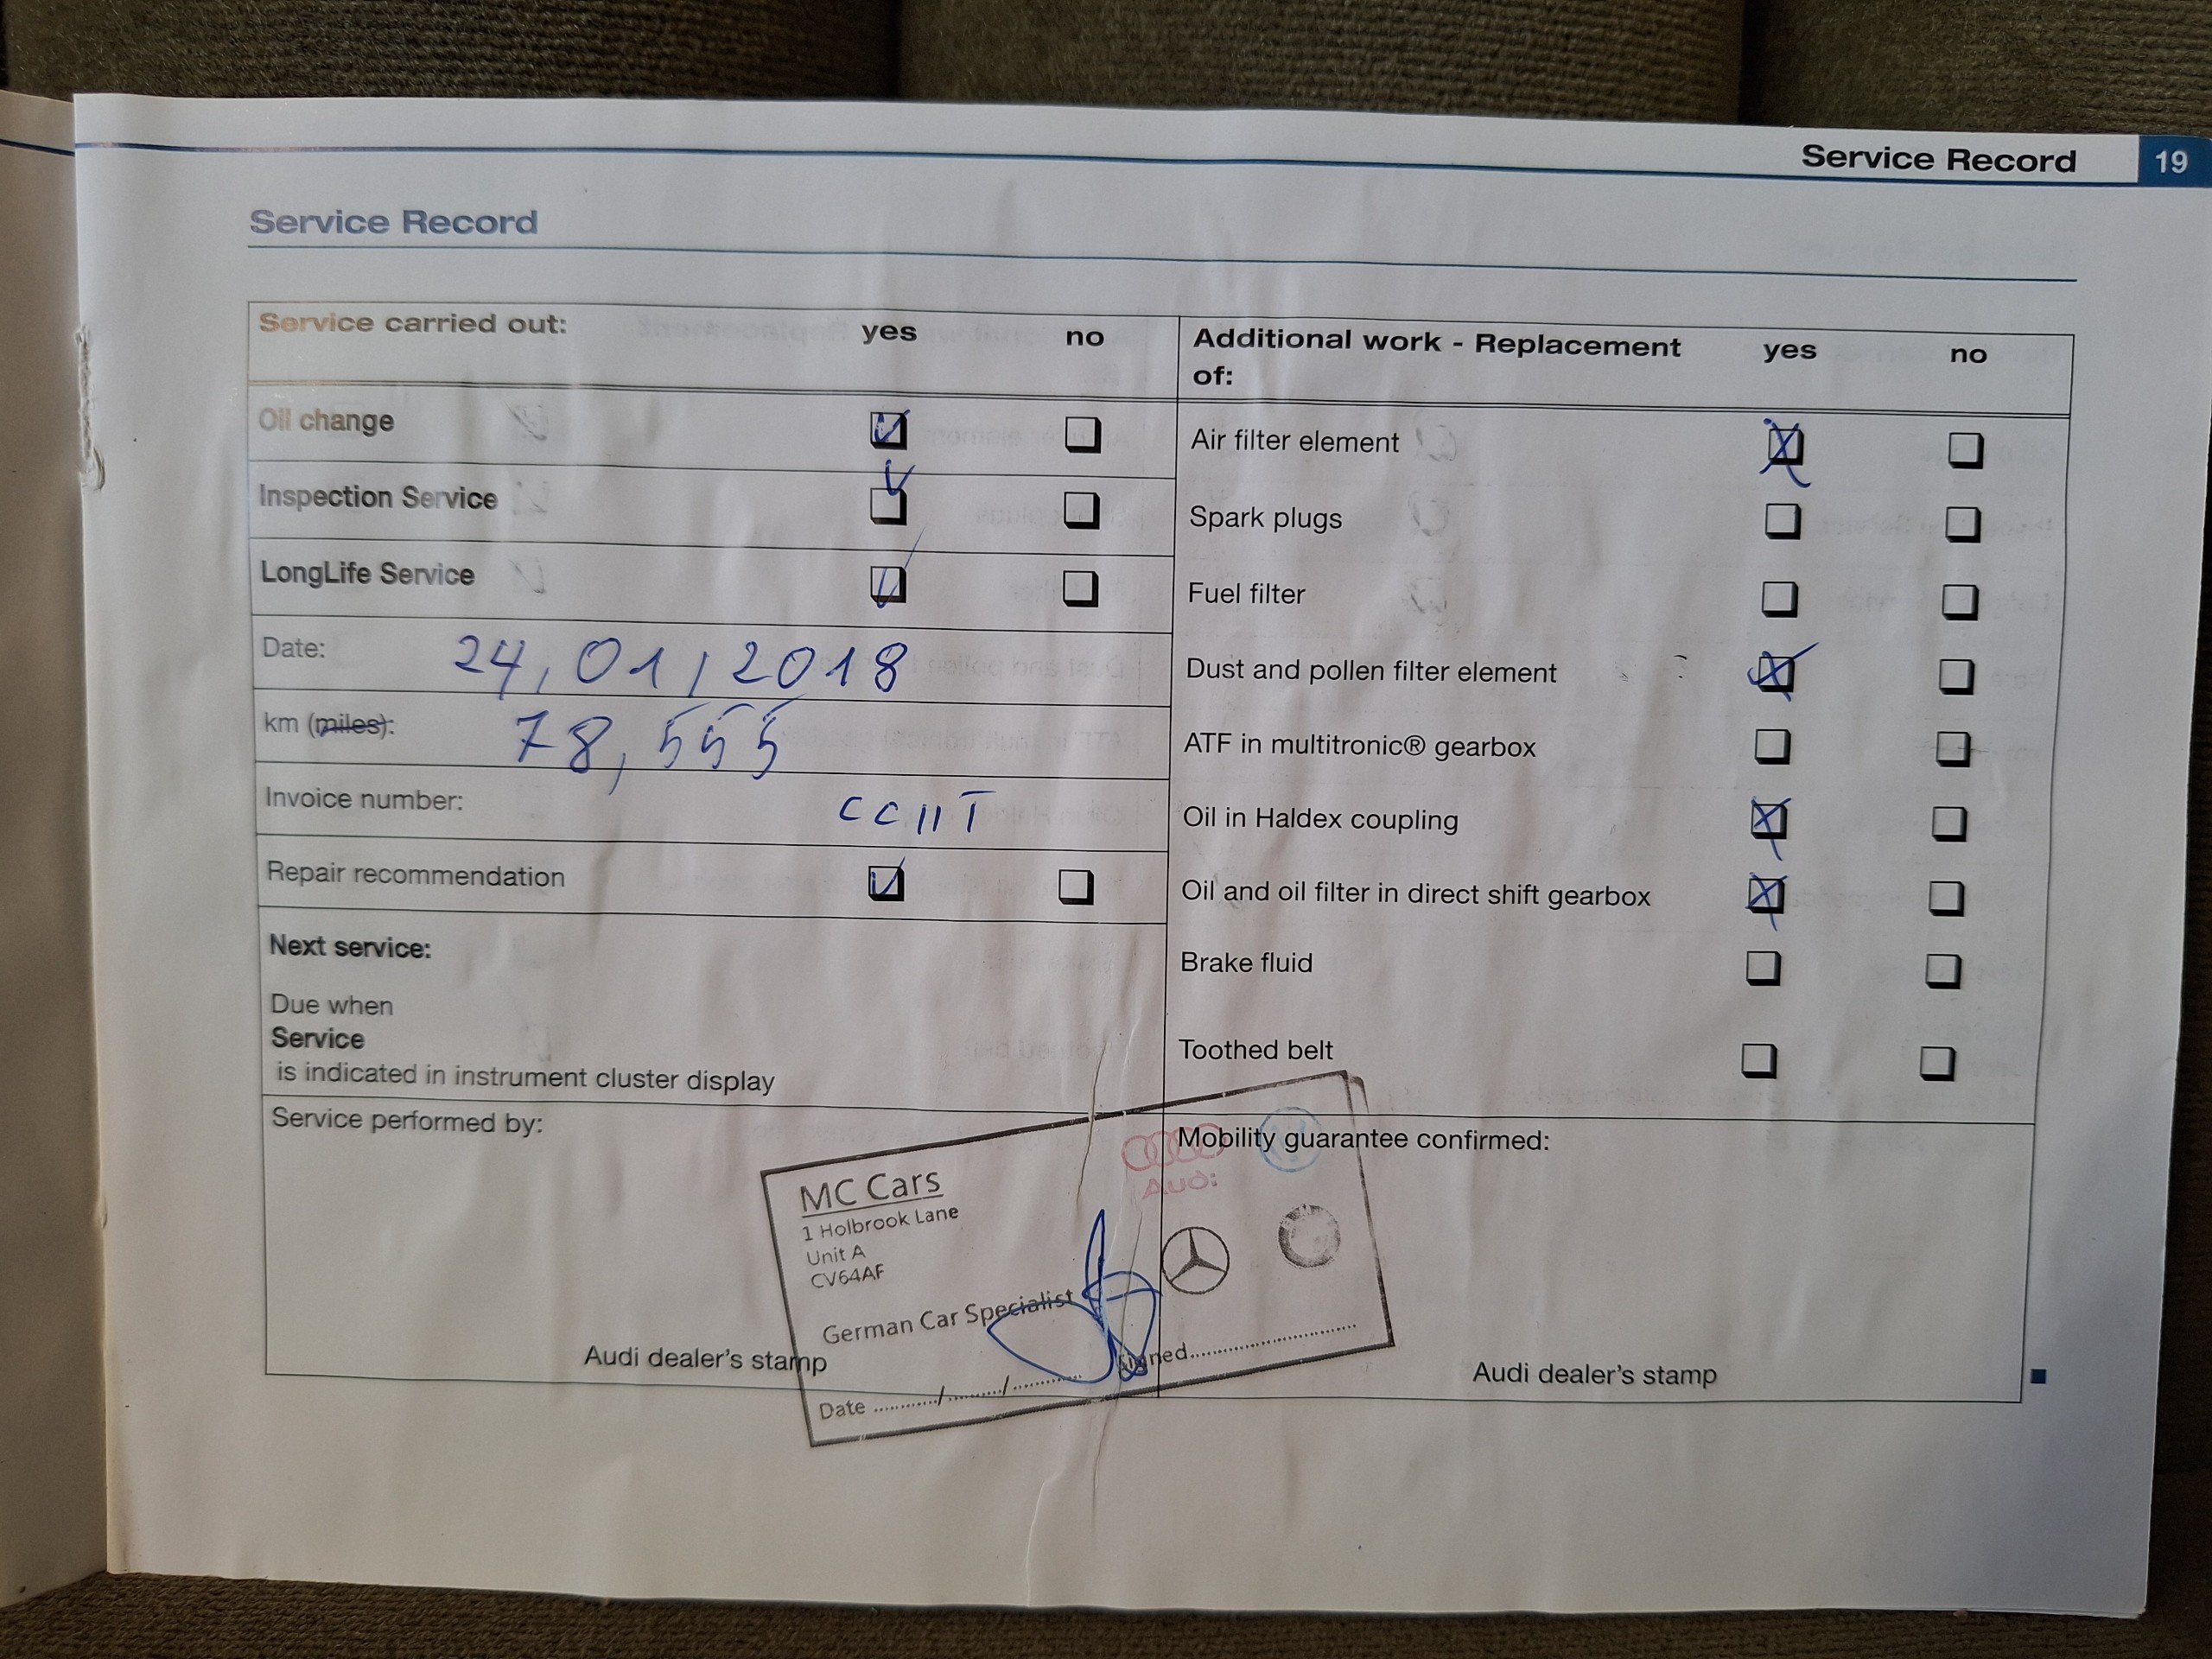 Service Record 19
Service Record
Service carried out: yes no
Oil change
Inspection Service
LongLife Service
Date: 24,01,2018
km (miles): 78,555
Invoice number: CC11T
Repair recommendation
Next service:
Due when
Service
is indicated in instrument cluster display
Service performed by:
Audi dealer's stamp
Additional work - Replacement yes no
of:
Air filter element
Spark plugs
Fuel filter
Dust and pollen filter element
ATF in multitronic® gearbox
Oil in Haldex coupling
Oil and oil filter in direct shift gearbox
Brake fluid
Toothed belt
Mobility guarantee confirmed:
Audi dealer's stamp
MC Cars
1 Holbrook Lane
Unit A
CV64AF
German Car Specialist
Date ........../........../..........
Signed..............................
Audi